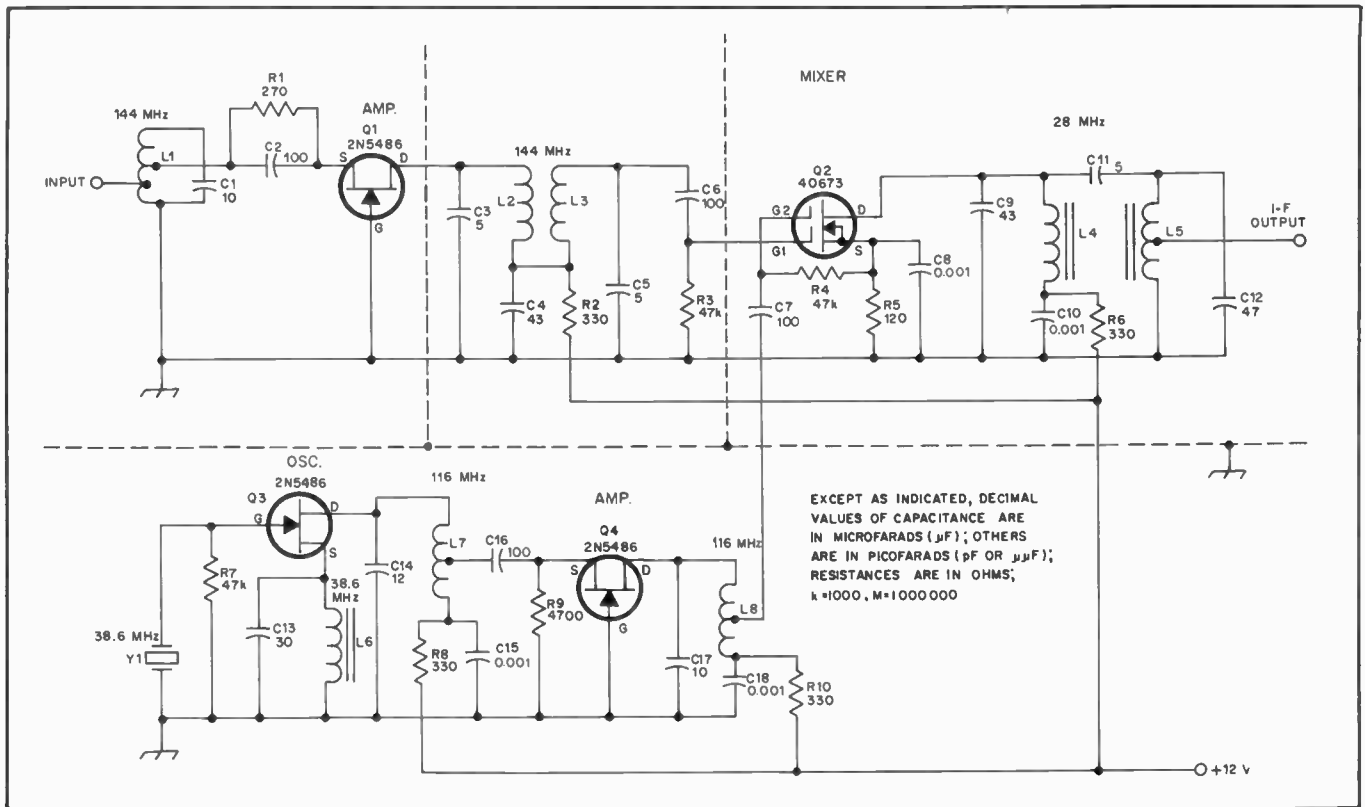 MIXER
R1
270
AMP.
Q1
2N5486
144 MHz
L1
C2
100
S
D
G
INPUT
C1
10
144 MHz
C3
5
L2
L3
C4
43
R2
330
C5
5
C6
100
R3
47k
Q2
40673
G2
G1
D
S
C7
100
R4
47k
R5
120
C8
0.001
28 MHz
C9
43
C11
5
L4
L5
C10
0.001
R6
330
C12
47
I-F
OUTPUT
OSC.
2N5486
Q3
G
D
S
R7
47k
38.6 MHz
Y1
C13
30
38.6
MHz
L6
C14
12
116 MHz
L7
R8
330
C15
0.001
C16
100
R9
4700
AMP.
Q4
2N5486
S
D
G
C17
10
116 MHz
L8
C18
0.001
R10
330
EXCEPT AS INDICATED, DECIMAL
VALUES OF CAPACITANCE ARE
IN MICROFARADS (µF); OTHERS
ARE IN PICOFARADS (pF OR µµF);
RESISTANCES ARE IN OHMS;
k=1000, M=1000000
+12 V